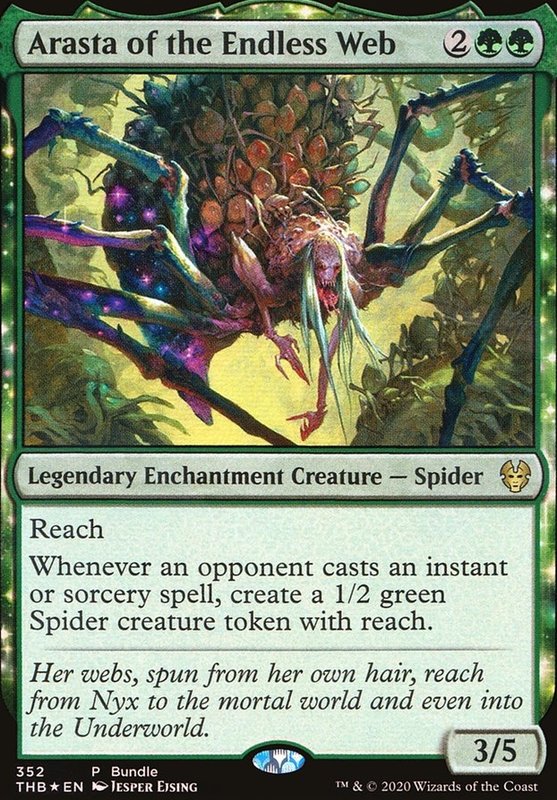 Arasta of the Endless Web 2
Legendary Enchantment Creature — Spider
Reach
Whenever an opponent casts an instant
or sorcery spell, create a 1/2 green
Spider creature token with reach.
Her webs, spun from her own hair, reach
from Nyx to the mortal world and even into
the Underworld.
3/5
352 P Bundle
THB★EN Jesper Eising ™ & © 2020 Wizards of the Coast